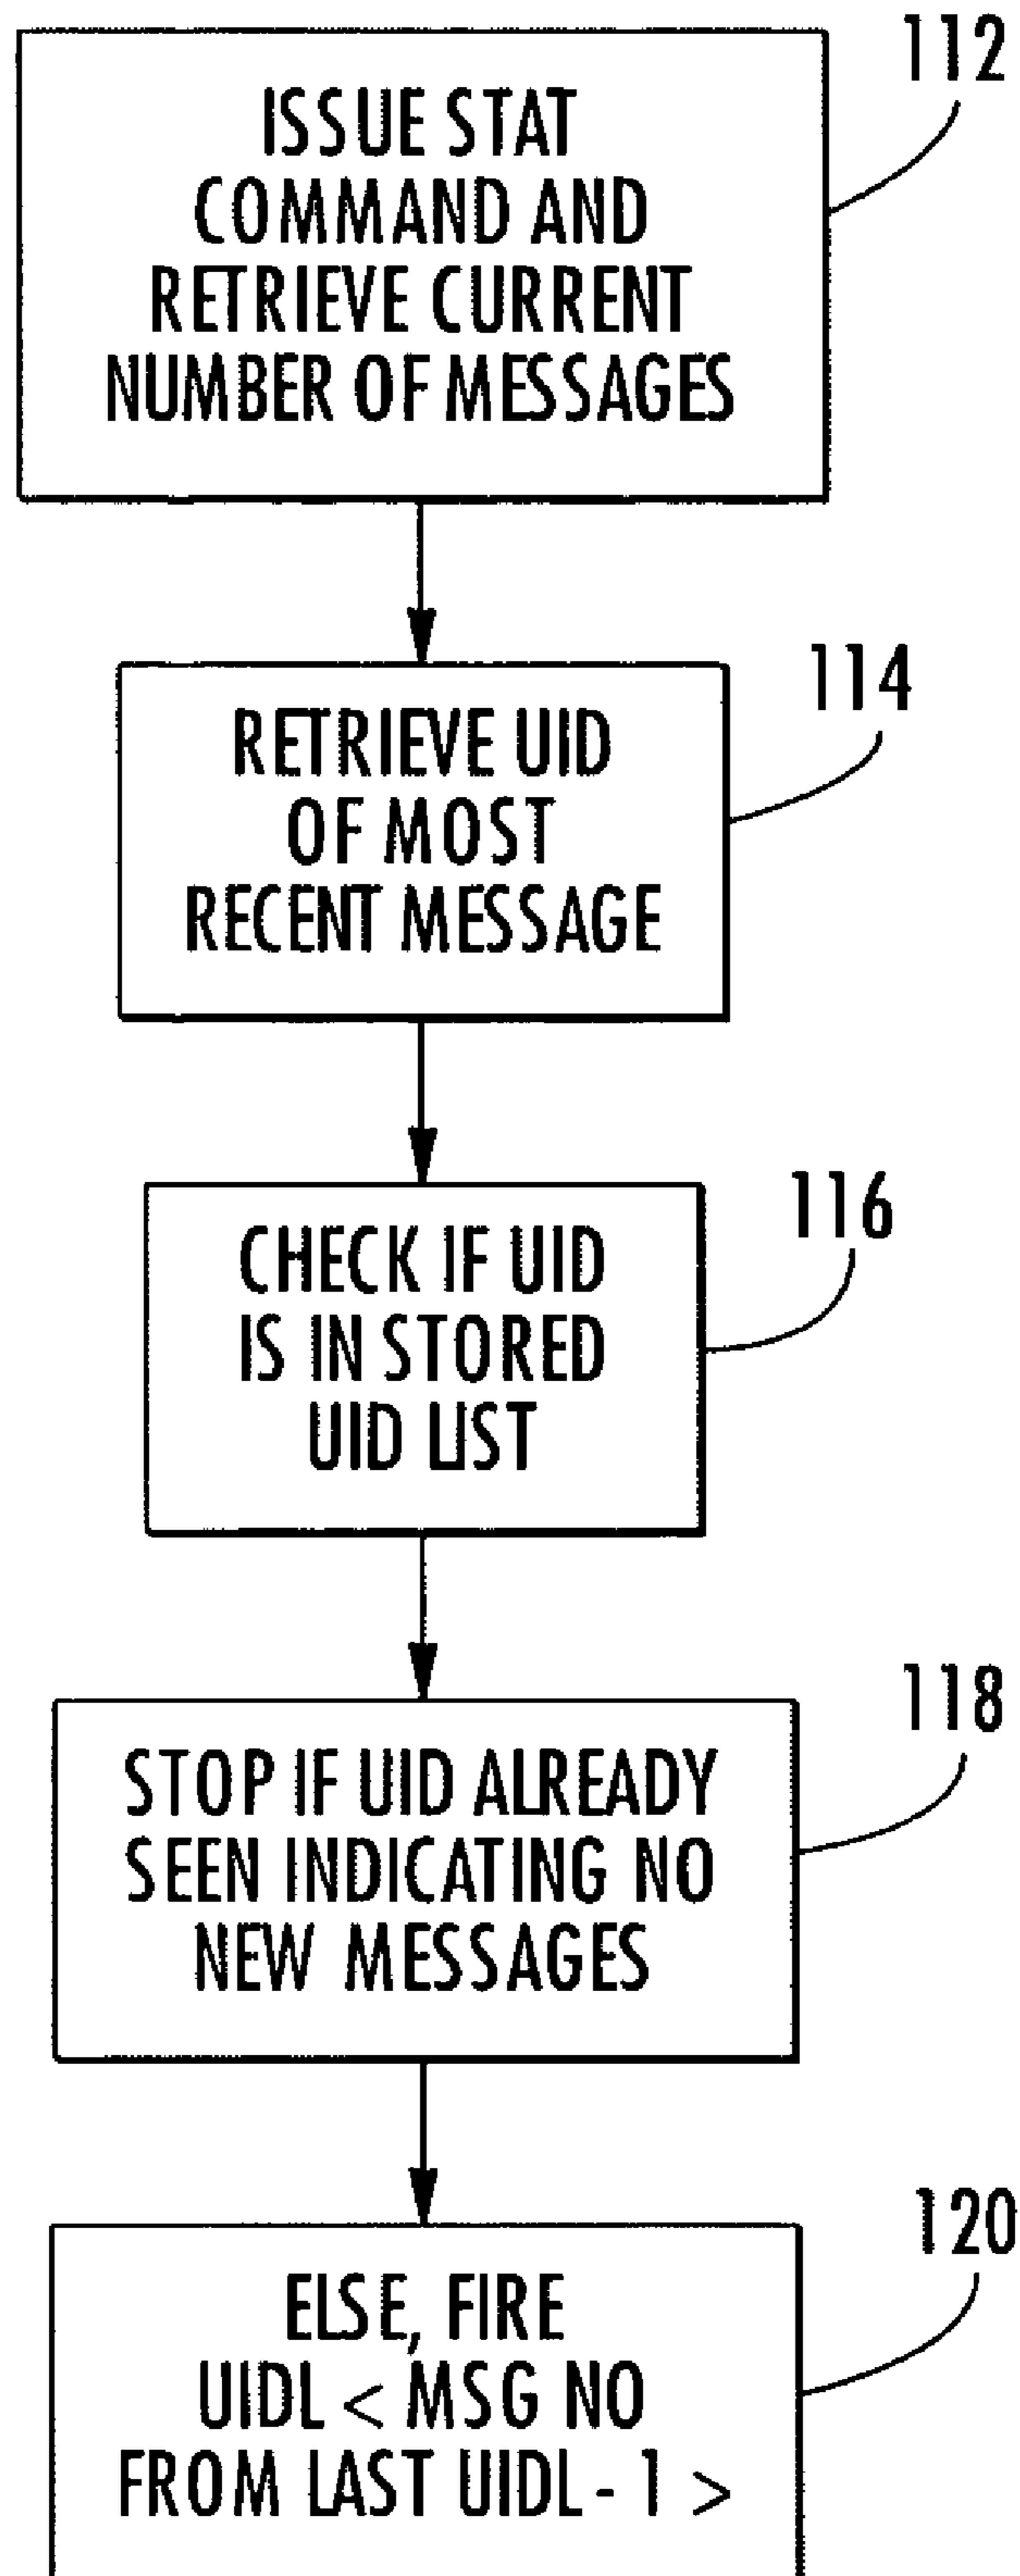 112
ISSUE STAT
COMMAND AND
RETRIEVE CURRENT
NUMBER OF MESSAGES
114
RETRIEVE UID
OF MOST
RECENT MESSAGE
116
CHECK IF UID
IS IN STORED
UID LIST
118
STOP IF UID ALREADY
SEEN INDICATING NO
NEW MESSAGES
120
ELSE, FIRE
UIDL < MSG NO
FROM LAST UIDL - 1 >